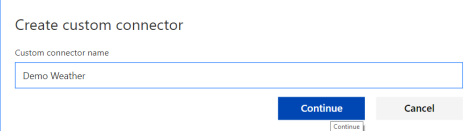 Create custom connector
Custom connector name
Demo Weather
Continue
Cancel
Continue